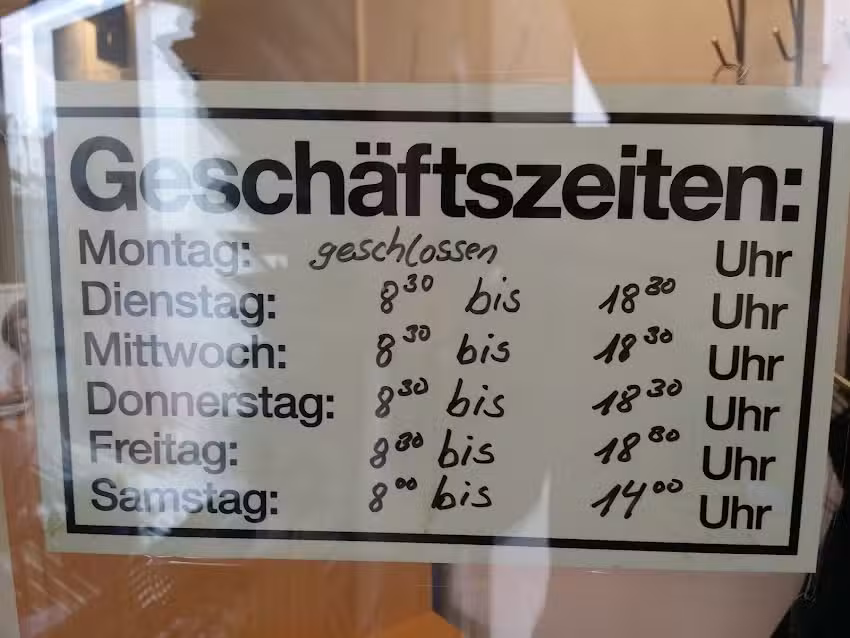 Geschäftszeiten:
Montag: geschlossen Uhr
Dienstag: 8³⁰ bis 18³⁰ Uhr
Mittwoch: 8³⁰ bis 18³⁰ Uhr
Donnerstag: 8³⁰ bis 18³⁰ Uhr
Freitag: 8³⁰ bis 18³⁰ Uhr
Samstag: 8⁰⁰ bis 14⁰⁰ Uhr